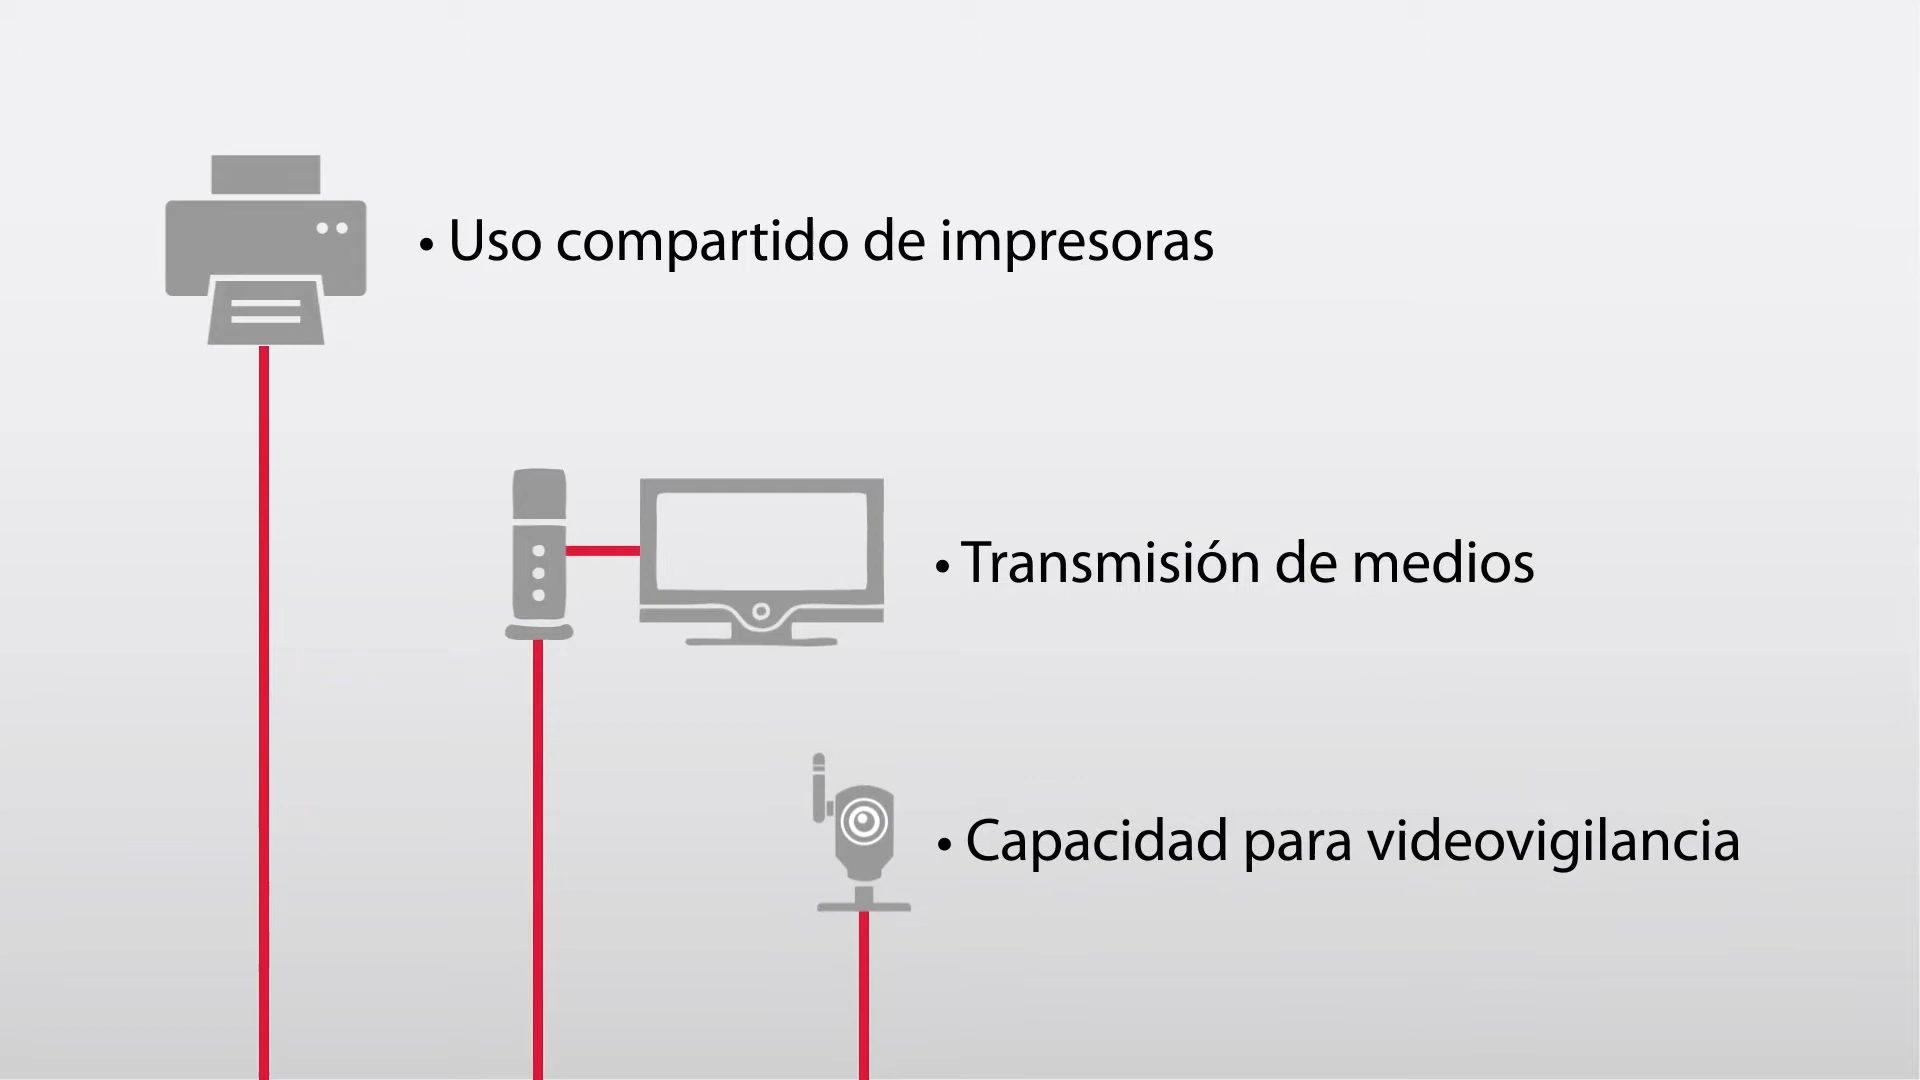 • Uso compartido de impresoras
• Transmisión de medios
• Capacidad para videovigilancia